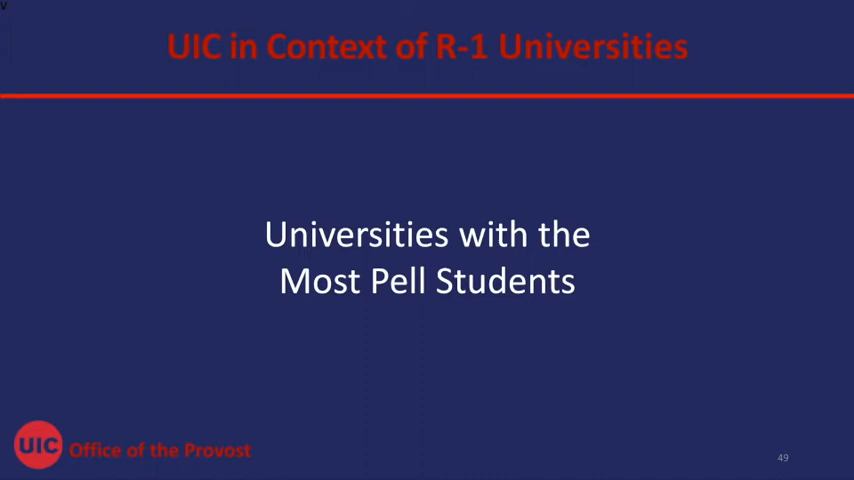 v
UIC in Context of R-1 Universities
Universities with the
Most Pell Students
UIC Office of the Provost
49